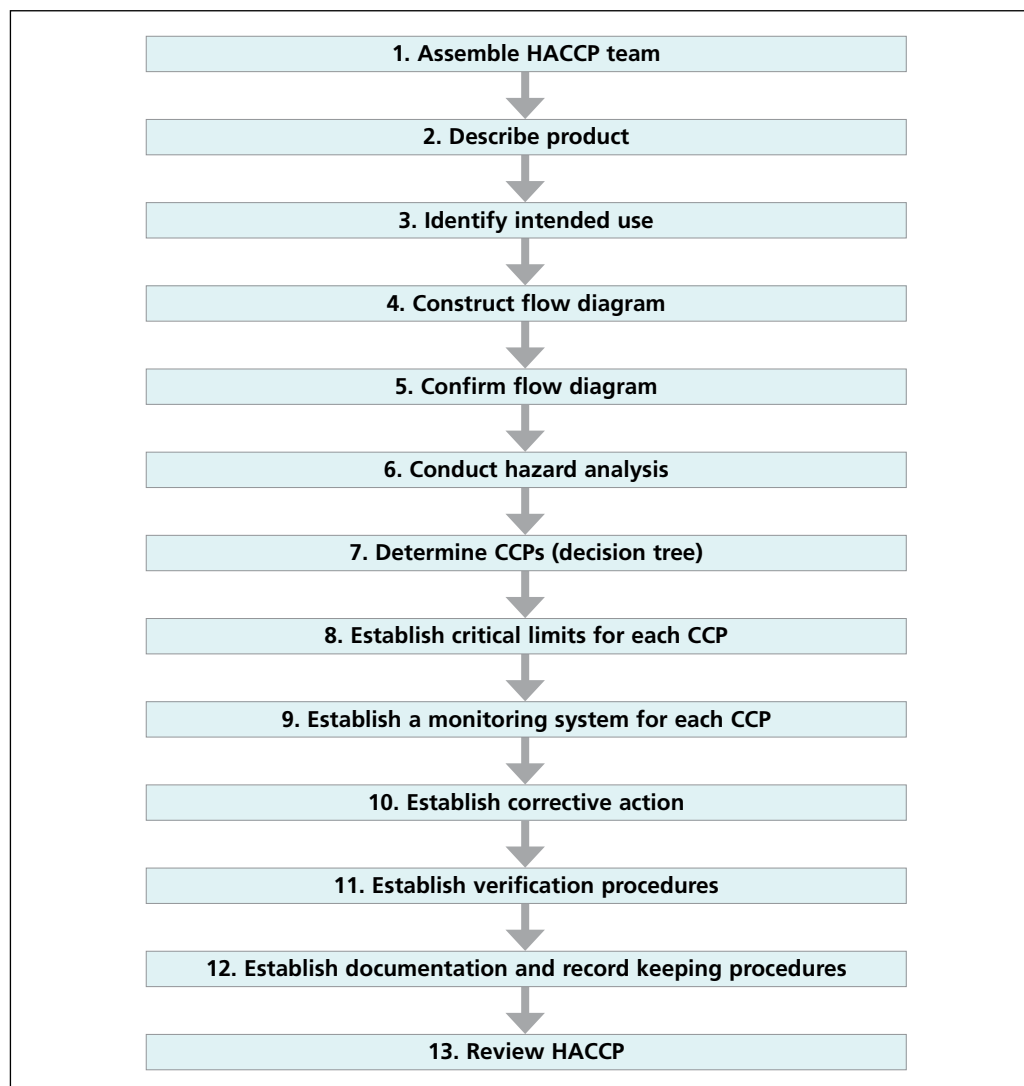 1. Assemble HACCP team
2. Describe product
3. Identify intended use
4. Construct flow diagram
5. Confirm flow diagram
6. Conduct hazard analysis
7. Determine CCPs (decision tree)
8. Establish critical limits for each CCP
9. Establish a monitoring system for each CCP
10. Establish corrective action
11. Establish verification procedures
12. Establish documentation and record keeping procedures
13. Review HACCP